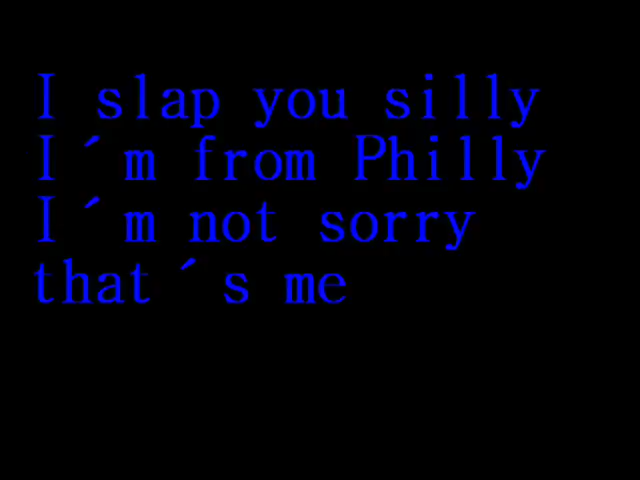 I slap you silly
I´m from Philly
I´m not sorry
that´s me